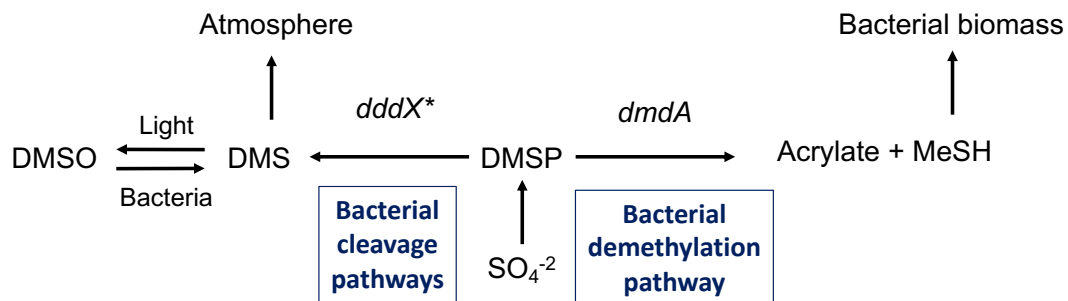 Atmosphere
Bacterial biomass
dddX*
dmdA
Light
DMSO
DMS
DMSP
Acrylate + MeSH
Bacteria
Bacterial
cleavage
pathways
SO₄⁻²
Bacterial
demethylation
pathway